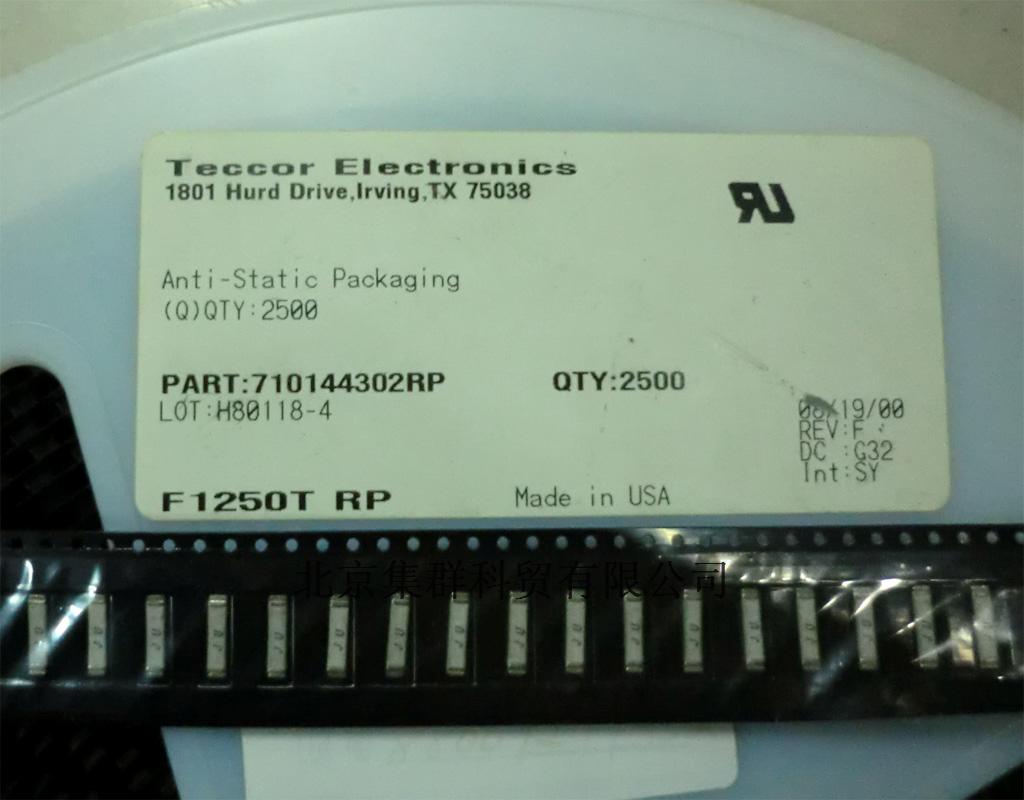 Teccor Electronics
1801 Hurd Drive,Irving,TX 75038
Anti-Static Packaging
(Q)QTY:2500
PART:710144302RP QTY:2500
LOT:H80118-4
08/19/00
REV:F
DC :G32
Int:SY
F1250T RP Made in USA
北京集群科贸有限公司